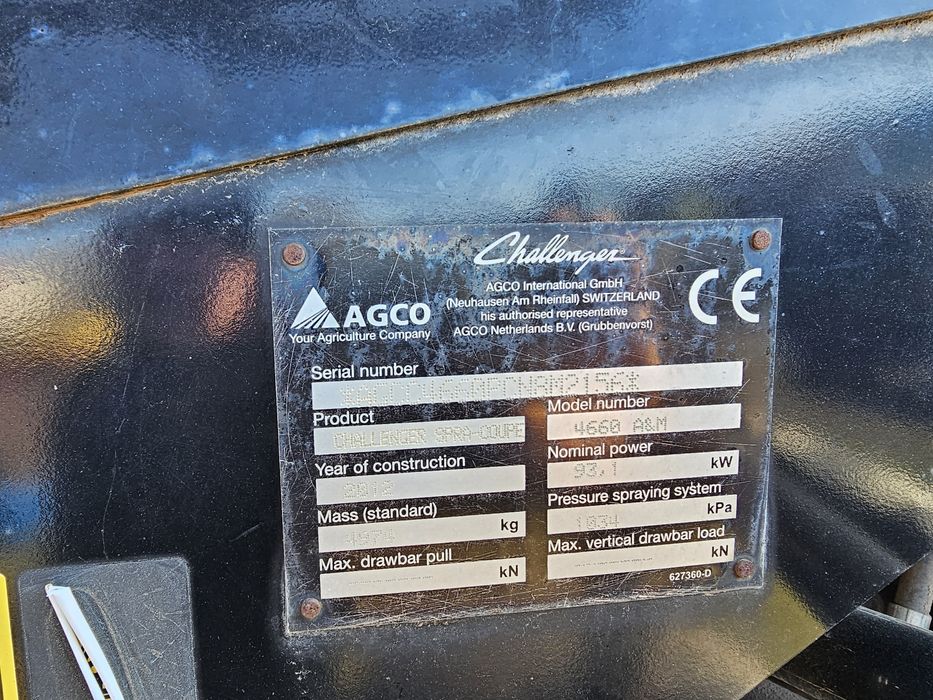 Challenger
AGCO International GmbH
(Neuhausen Am Rheinfall) SWITZERLAND
his authorised representative
AGCO Netherlands B.V. (Grubbenvorst)
CE
AGCO
Your Agriculture Company
Serial number
Product
CHALLENGER SPRA-COUPE
Model number
4660 A&M
Year of construction
2012
Nominal power
93,1 kW
Mass (standard)
kg
Pressure spraying system
1034 kPa
Max. drawbar pull
kN
Max. vertical drawbar load
kN
627360-D